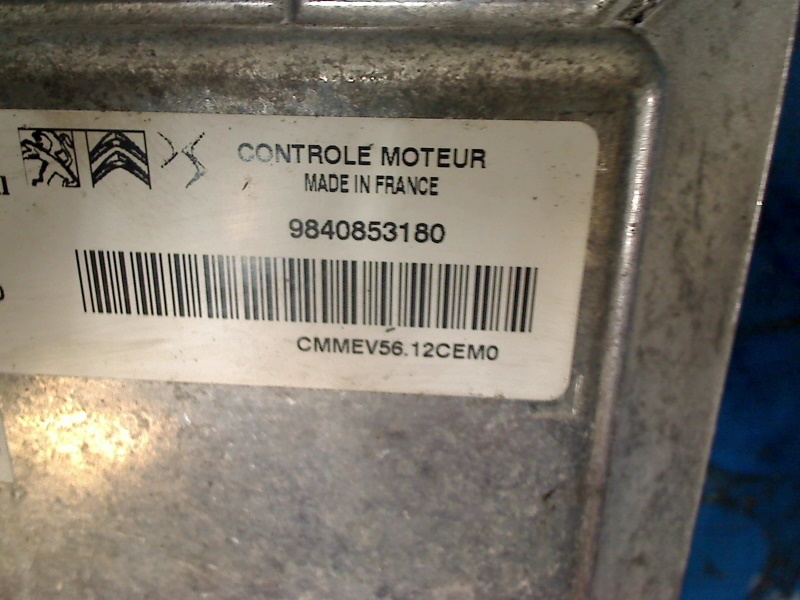 CONTROLE MOTEUR
MADE IN FRANCE
9840853180
CMMEV56.12CEM0